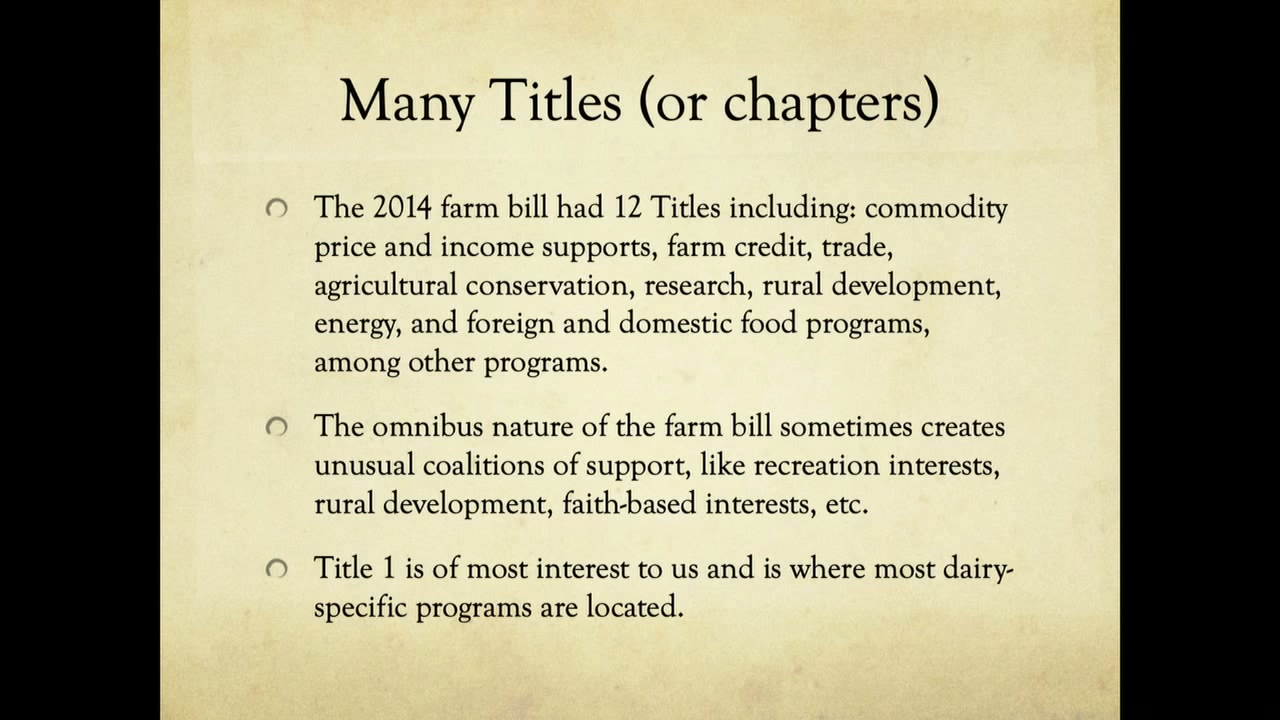 Many Titles (or chapters)
The 2014 farm bill had 12 Titles including: commodity
price and income supports, farm credit, trade,
agricultural conservation, research, rural development,
energy, and foreign and domestic food programs,
among other programs.
The omnibus nature of the farm bill sometimes creates
unusual coalitions of support, like recreation interests,
rural development, faith-based interests, etc.
Title 1 is of most interest to us and is where most dairy-
specific programs are located.